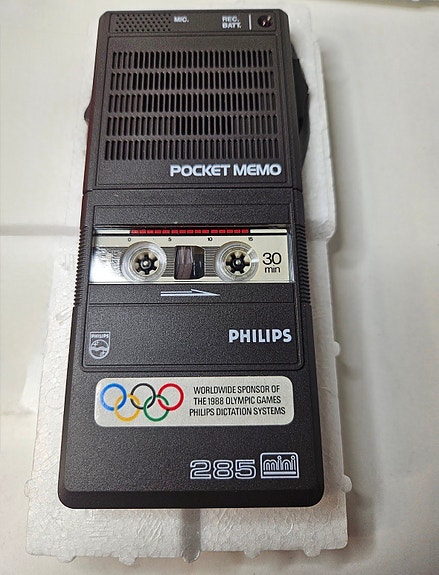 MIC.
REC.
BATT.
POCKET MEMO
0 5 10 15
30
min
PHILIPS
PHILIPS
WORLDWIDE SPONSOR OF
THE 1988 OLYMPIC GAMES
PHILIPS DICTATION SYSTEMS
285 mini